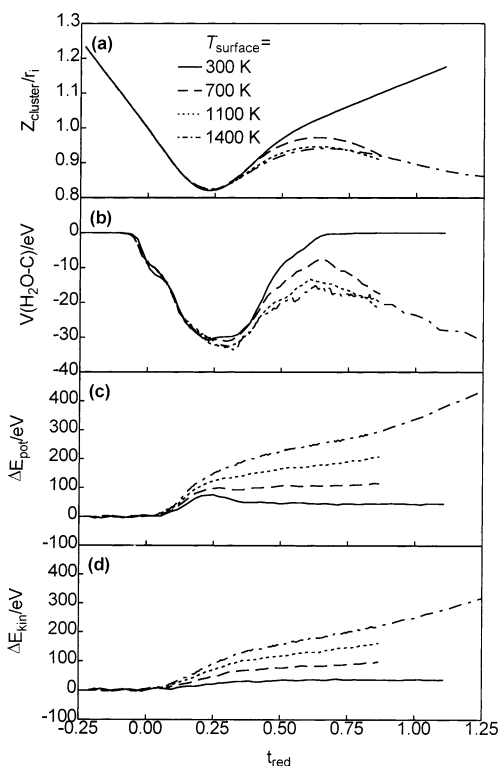 (a)
T_surface=
300 K
700 K
1100 K
1400 K
Z_cluster/r_i
1.3
1.2
1.1
1.0
0.9
0.8
(b)
V(H₂O-C)/eV
0
-10
-20
-30
-40
(c)
ΔE_pot/eV
400
300
200
100
0
-100
(d)
ΔE_kin/eV
400
300
200
100
0
-100
-0.25 0.00 0.25 0.50 0.75 1.00 1.25
t_red